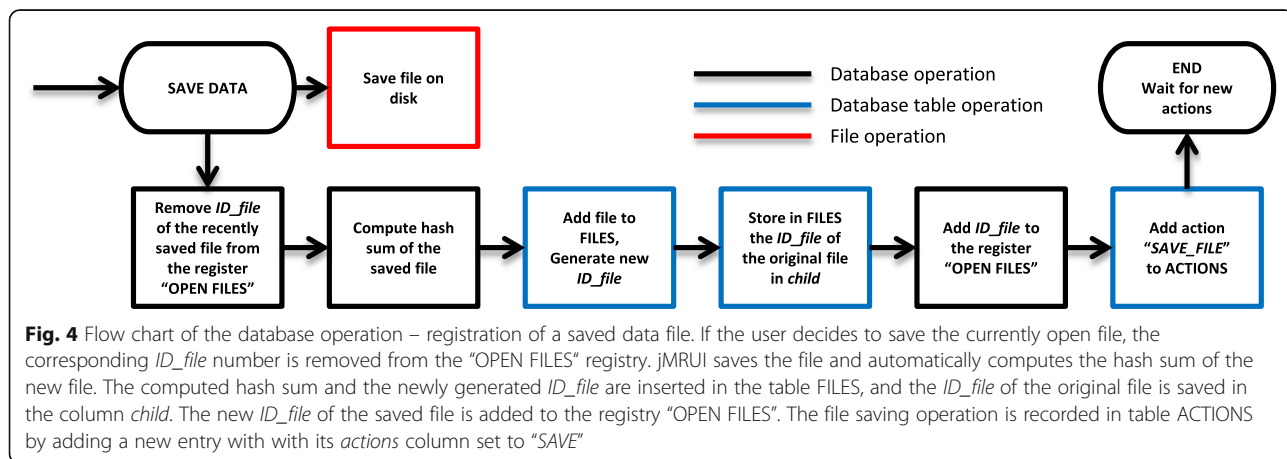 SAVE DATA
Save file on
disk
Database operation
Database table operation
File operation
END
Wait for new
actions
Remove ID_file
of the recently
saved file from
the register
“OPEN FILES”
Compute hash
sum of the
saved file
Add file to
FILES,
Generate new
ID_file
Store in FILES
the ID_file of
the original file
in child
Add ID_file to
the register
“OPEN FILES”
Add action
“SAVE_FILE”
to ACTIONS
Fig. 4 Flow chart of the database operation – registration of a saved data file. If the user decides to save the currently open file, the
corresponding ID_file number is removed from the “OPEN FILES“ registry. jMRUI saves the file and automatically computes the hash sum of the
new file. The computed hash sum and the newly generated ID_file are inserted in the table FILES, and the ID_file of the original file is saved in
the column child. The new ID_file of the saved file is added to the registry “OPEN FILES”. The file saving operation is recorded in table ACTIONS
by adding a new entry with with its actions column set to “SAVE”